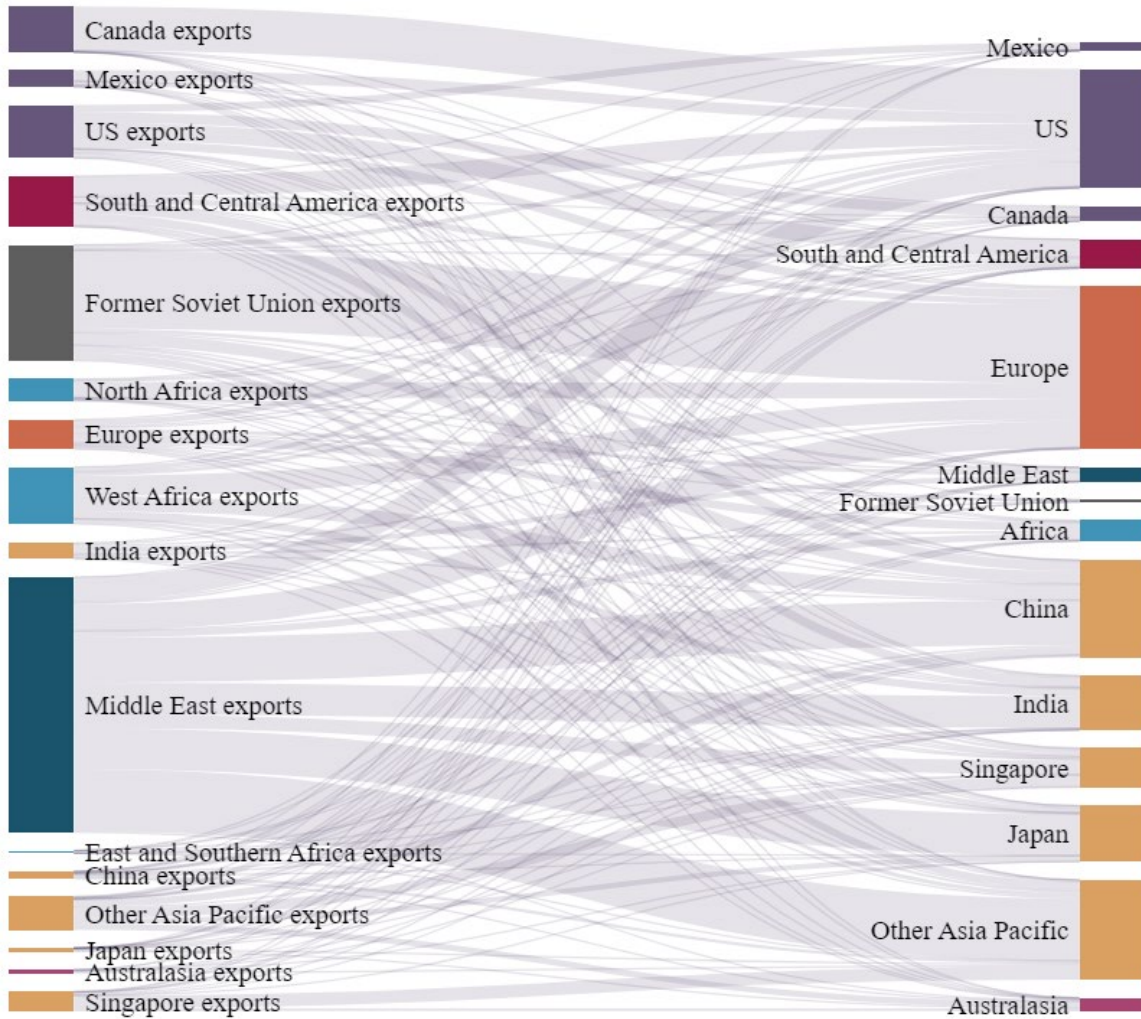 Canada exports
Mexico exports
US exports
South and Central America exports
Former Soviet Union exports
North Africa exports
Europe exports
West Africa exports
India exports
Middle East exports
East and Southern Africa exports
China exports
Other Asia Pacific exports
Japan exports
Australasia exports
Singapore exports
Mexico
US
Canada
South and Central America
Europe
Middle East
Former Soviet Union
Africa
China
India
Singapore
Japan
Other Asia Pacific
Australasia